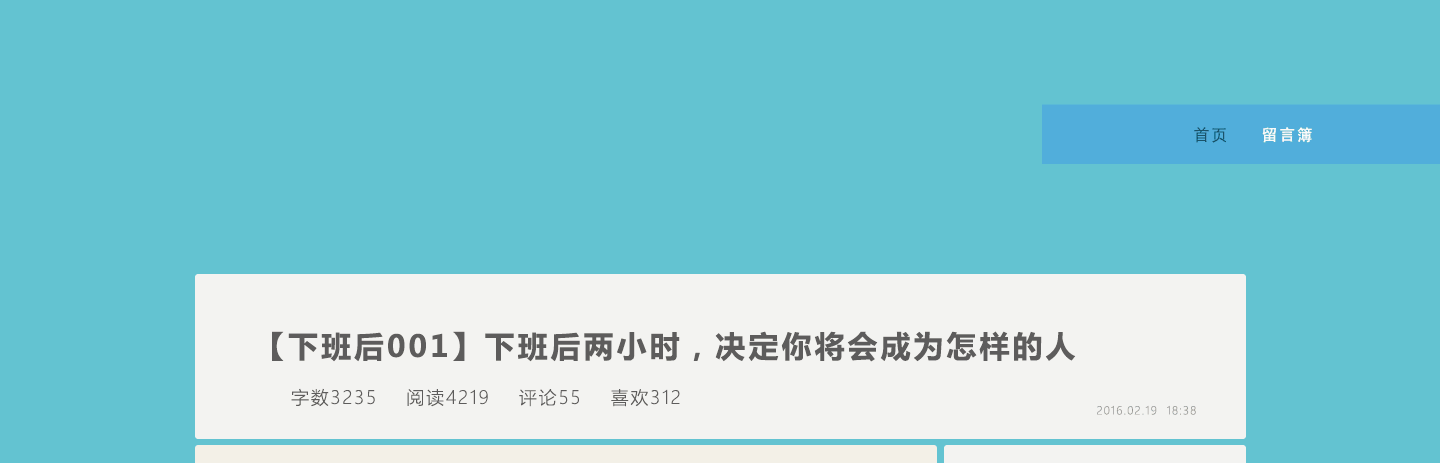 首页 留言簿
【下班后001】下班后两小时，决定你将会成为怎样的人
字数3235 阅读4219 评论55 喜欢312
2016.02.19 18:38